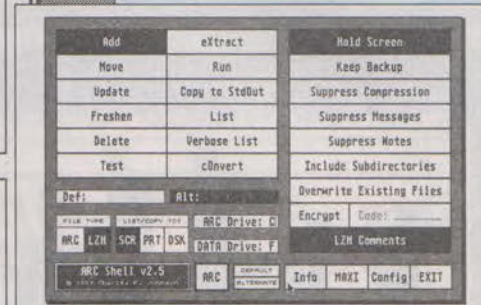 Add eXtract Hold Screen
Move Run Keep Backup
Update Copy to StdOut Suppress Compression
Freshen List Suppress Messages
Delete Verbose List Suppress Notes
Test cOnvert Include Subdirectories
Def: Alt: Overwrite Existing Files
FILE TYPE LIST/COPY TO? ARC Drive: C Encrypt Code:
ARC LZH SCR PRT DSK DATA Drive: F LZH Comments
ARC Shell v2.5 ARC DEFAULT Info MAXI Config EXIT
ALTERNATE